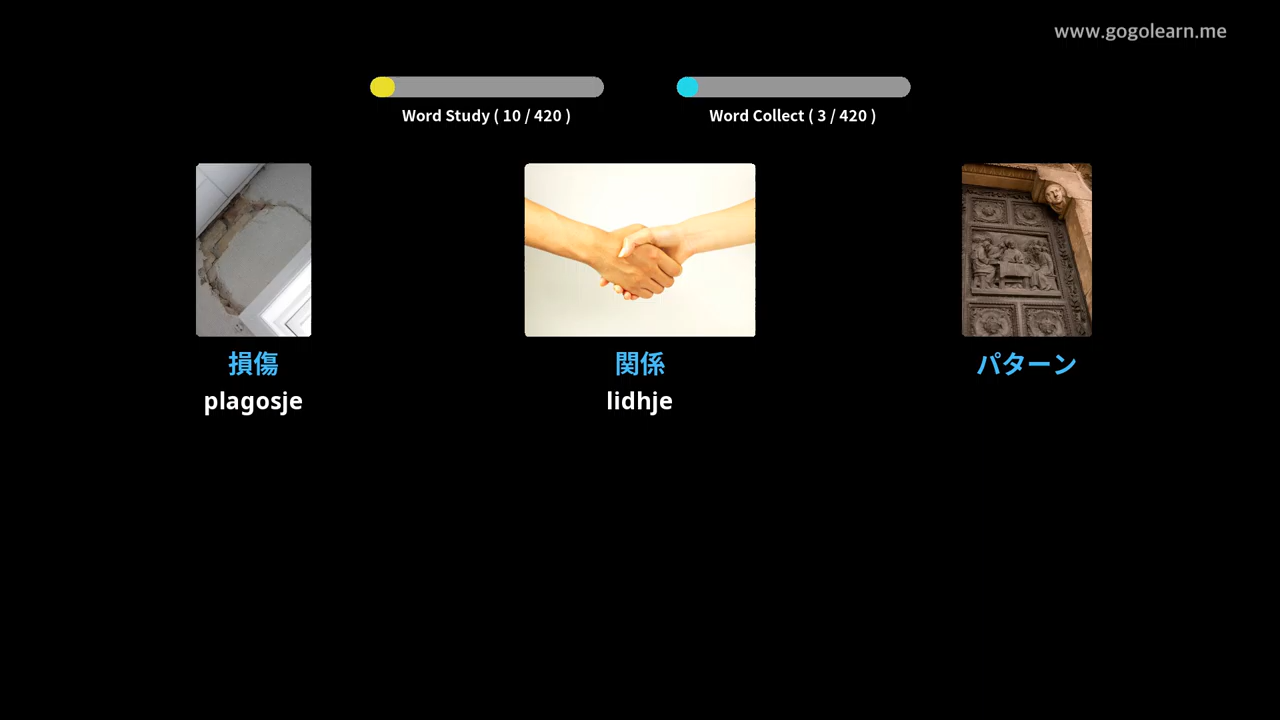 www.gogolearn.me
Word Study ( 10 / 420 )
Word Collect ( 3 / 420 )
損傷
関係
パターン
plagosje
lidhje